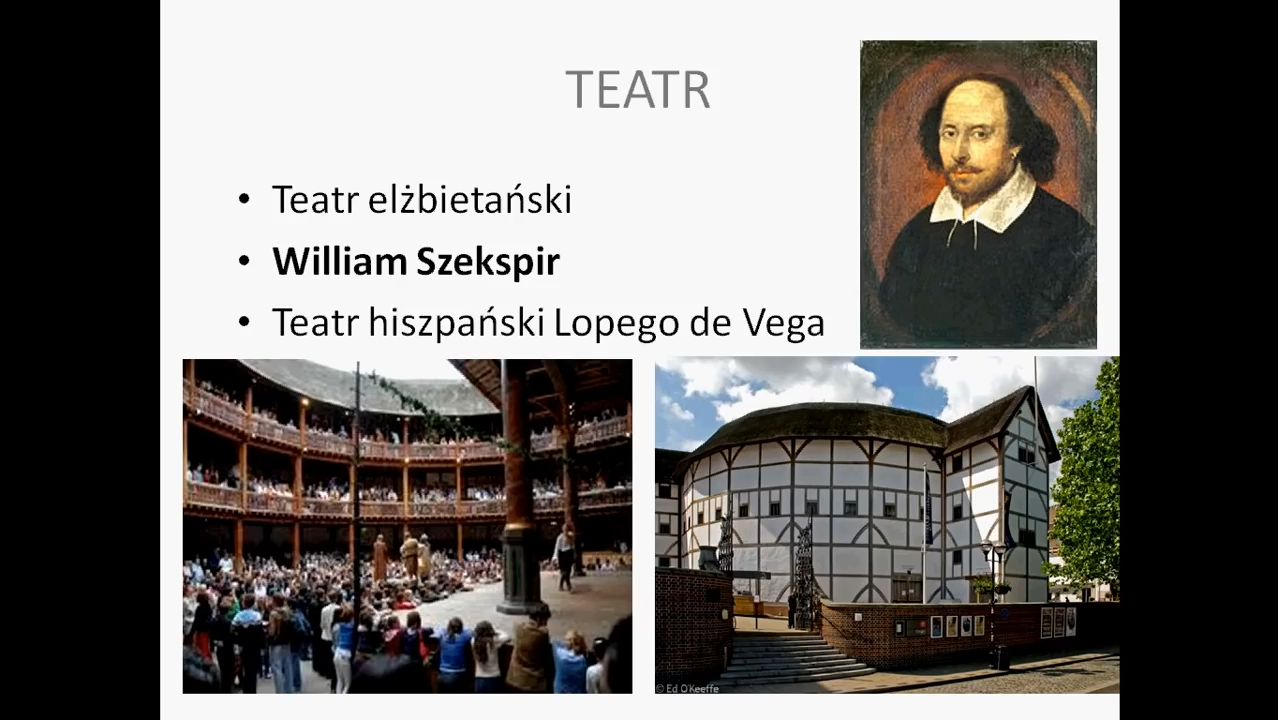 TEATR
• Teatr elżbietański
• William Szekspir
• Teatr hiszpański Lopego de Vega
© Ed O'Keeffe